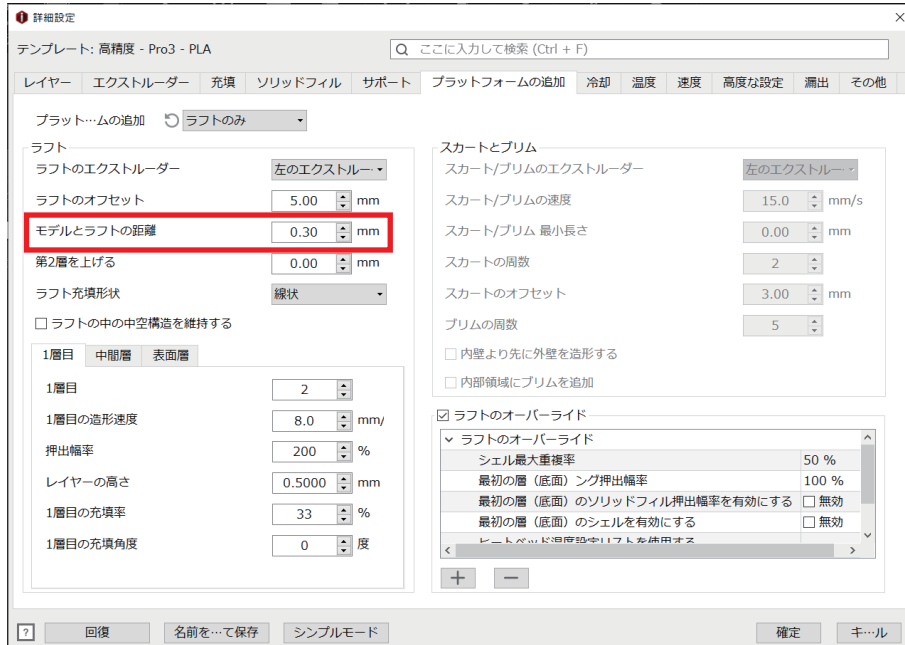 詳細設定
テンプレート: 高精度 - Pro3 - PLA
ここに入力して検索 (Ctrl + F)
レイヤー エクストルーダー 充填 ソリッドフィル サポート プラットフォームの追加 冷却 温度 速度 高度な設定 漏出 その他
プラット…ムの追加 ラフトのみ
ラフト
ラフトのエクストルーダー 左のエクストルー…
ラフトのオフセット 5.00 mm
モデルとラフトの距離 0.30 mm
第2層を上げる 0.00 mm
ラフト充填形状 線状
ラフトの中の中空構造を維持する
1層目 中間層 表面層
1層目 2
1層目の造形速度 8.0 mm/
押出幅率 200 %
レイヤーの高さ 0.5000 mm
1層目の充填率 33 %
1層目の充填角度 0 度
スカートとブリム
スカート/ブリムのエクストルーダー 左のエクストルー…
スカート/ブリムの速度 15.0 mm/s
スカート/ブリム 最小長さ 0.00 mm
スカートの周数 2
スカートのオフセット 3.00 mm
ブリムの周数 5
内壁より先に外壁を造形する
内部領域にブリムを追加
ラフトのオーバーライド
ラフトのオーバーライド
シェル最大重複率 50 %
最初の層（底面）ング押出幅率 100 %
最初の層（底面）のソリッドフィル押出幅率を有効にする 無効
最初の層（底面）のシェルを有効にする 無効
ヒートベッド温度設定リストを使用する
? 回復 名前を…て保存 シンプルモード 確定 キ…ル